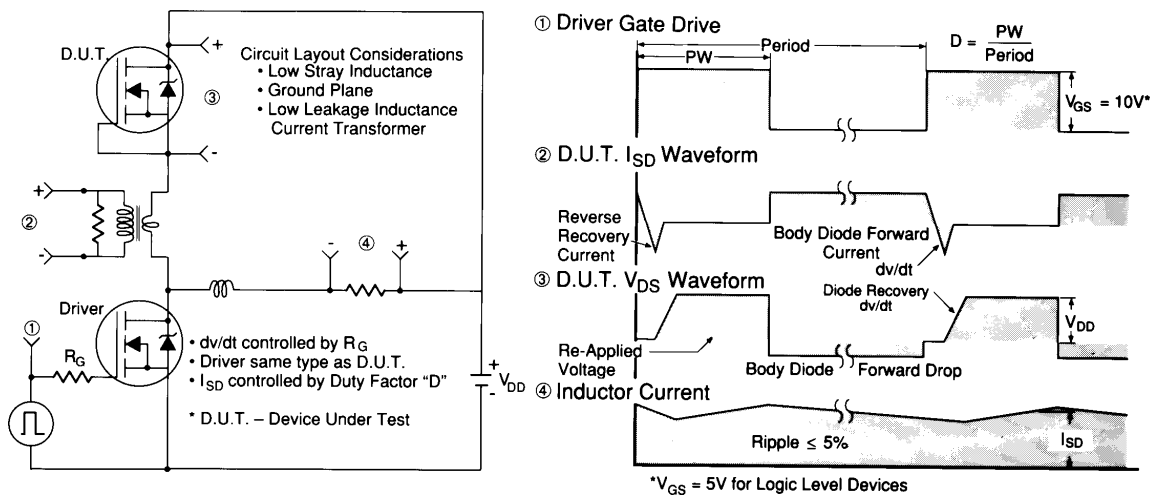 D.U.T.
+
③
-
Circuit Layout Considerations
• Low Stray Inductance
• Ground Plane
• Low Leakage Inductance
Current Transformer
+
②
-
-
④
+
Driver
①
R_G
• dv/dt controlled by R_G
• Driver same type as D.U.T.
• I_SD controlled by Duty Factor "D"
* D.U.T. – Device Under Test
+
V_DD
-
① Driver Gate Drive
Period
PW
D = PW / Period
V_GS = 10V*
② D.U.T. I_SD Waveform
Reverse
Recovery
Current
Body Diode Forward
Current
dv/dt
③ D.U.T. V_DS Waveform
Diode Recovery
dv/dt
V_DD
Re-Applied
Voltage
Body Diode
Forward Drop
④ Inductor Current
Ripple ≤ 5%
I_SD
*V_GS = 5V for Logic Level Devices